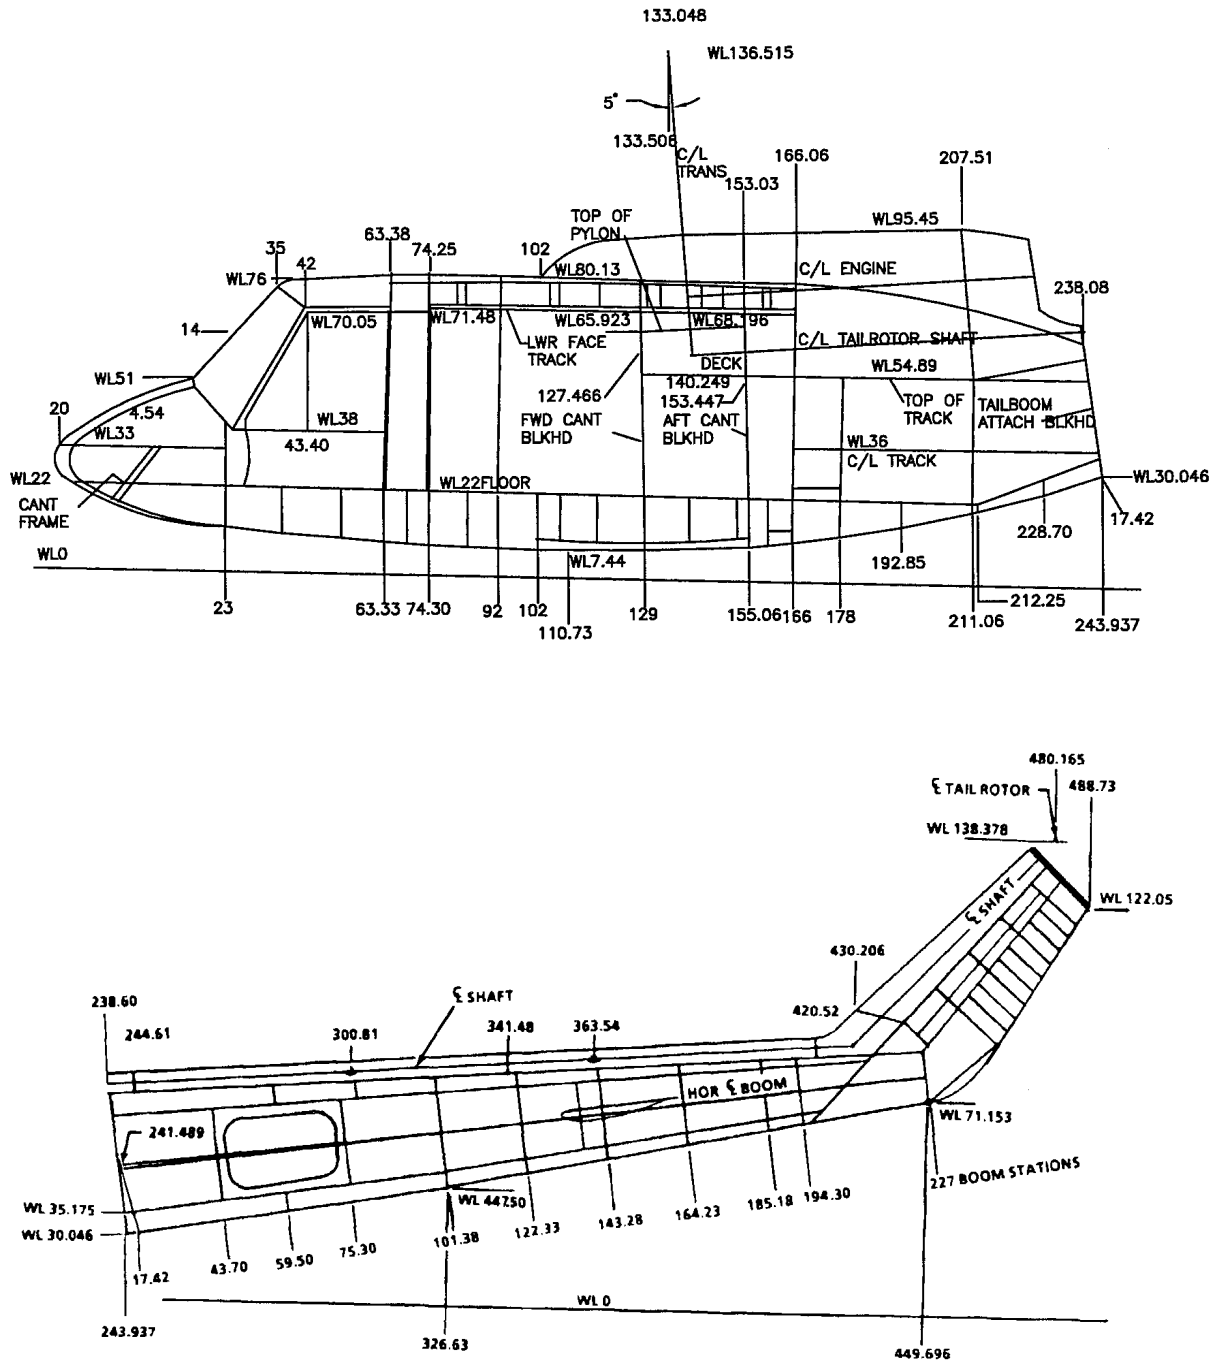 133.048
WL136.515
5°
133.506
C/L
TRANS
166.06
207.51
153.03
TOP OF
PYLON
WL95.45
63.38
35
42
74.25
102
WL76
WL80.13
C/L ENGINE
238.08
14
WL70.05
WL71.48
WL65.923
WL68.196
LWR FACE
TRACK
C/L TAILROTOR SHAFT
DECK
WL54.89
WL51
140.249
127.466
153.447
TOP OF
TRACK
TAILBOOM
ATTACH BLKHD
20
4.54
WL38
FWD CANT
BLKHD
AFT CANT
BLKHD
WL33
43.40
WL36
C/L TRACK
WL22
WL22FLOOR
WL30.046
CANT
FRAME
17.42
228.70
WL0
WL7.44
192.85
23
63.33
74.30
92
102
129
155.06
166
178
212.25
211.06
110.73
243.937
480.165
℄ TAIL ROTOR
488.73
WL 138.378
℄ SHAFT
WL 122.05
430.206
238.60
℄ SHAFT
420.52
244.61
300.81
341.48
363.54
HOR ℄ BOOM
WL 71.153
241.489
227 BOOM STATIONS
WL 35.175
WL 44.750
WL 30.046
101.38
122.33
143.28
164.23
185.18
194.30
17.42
43.70
59.50
75.30
WL 0
243.937
326.63
449.696